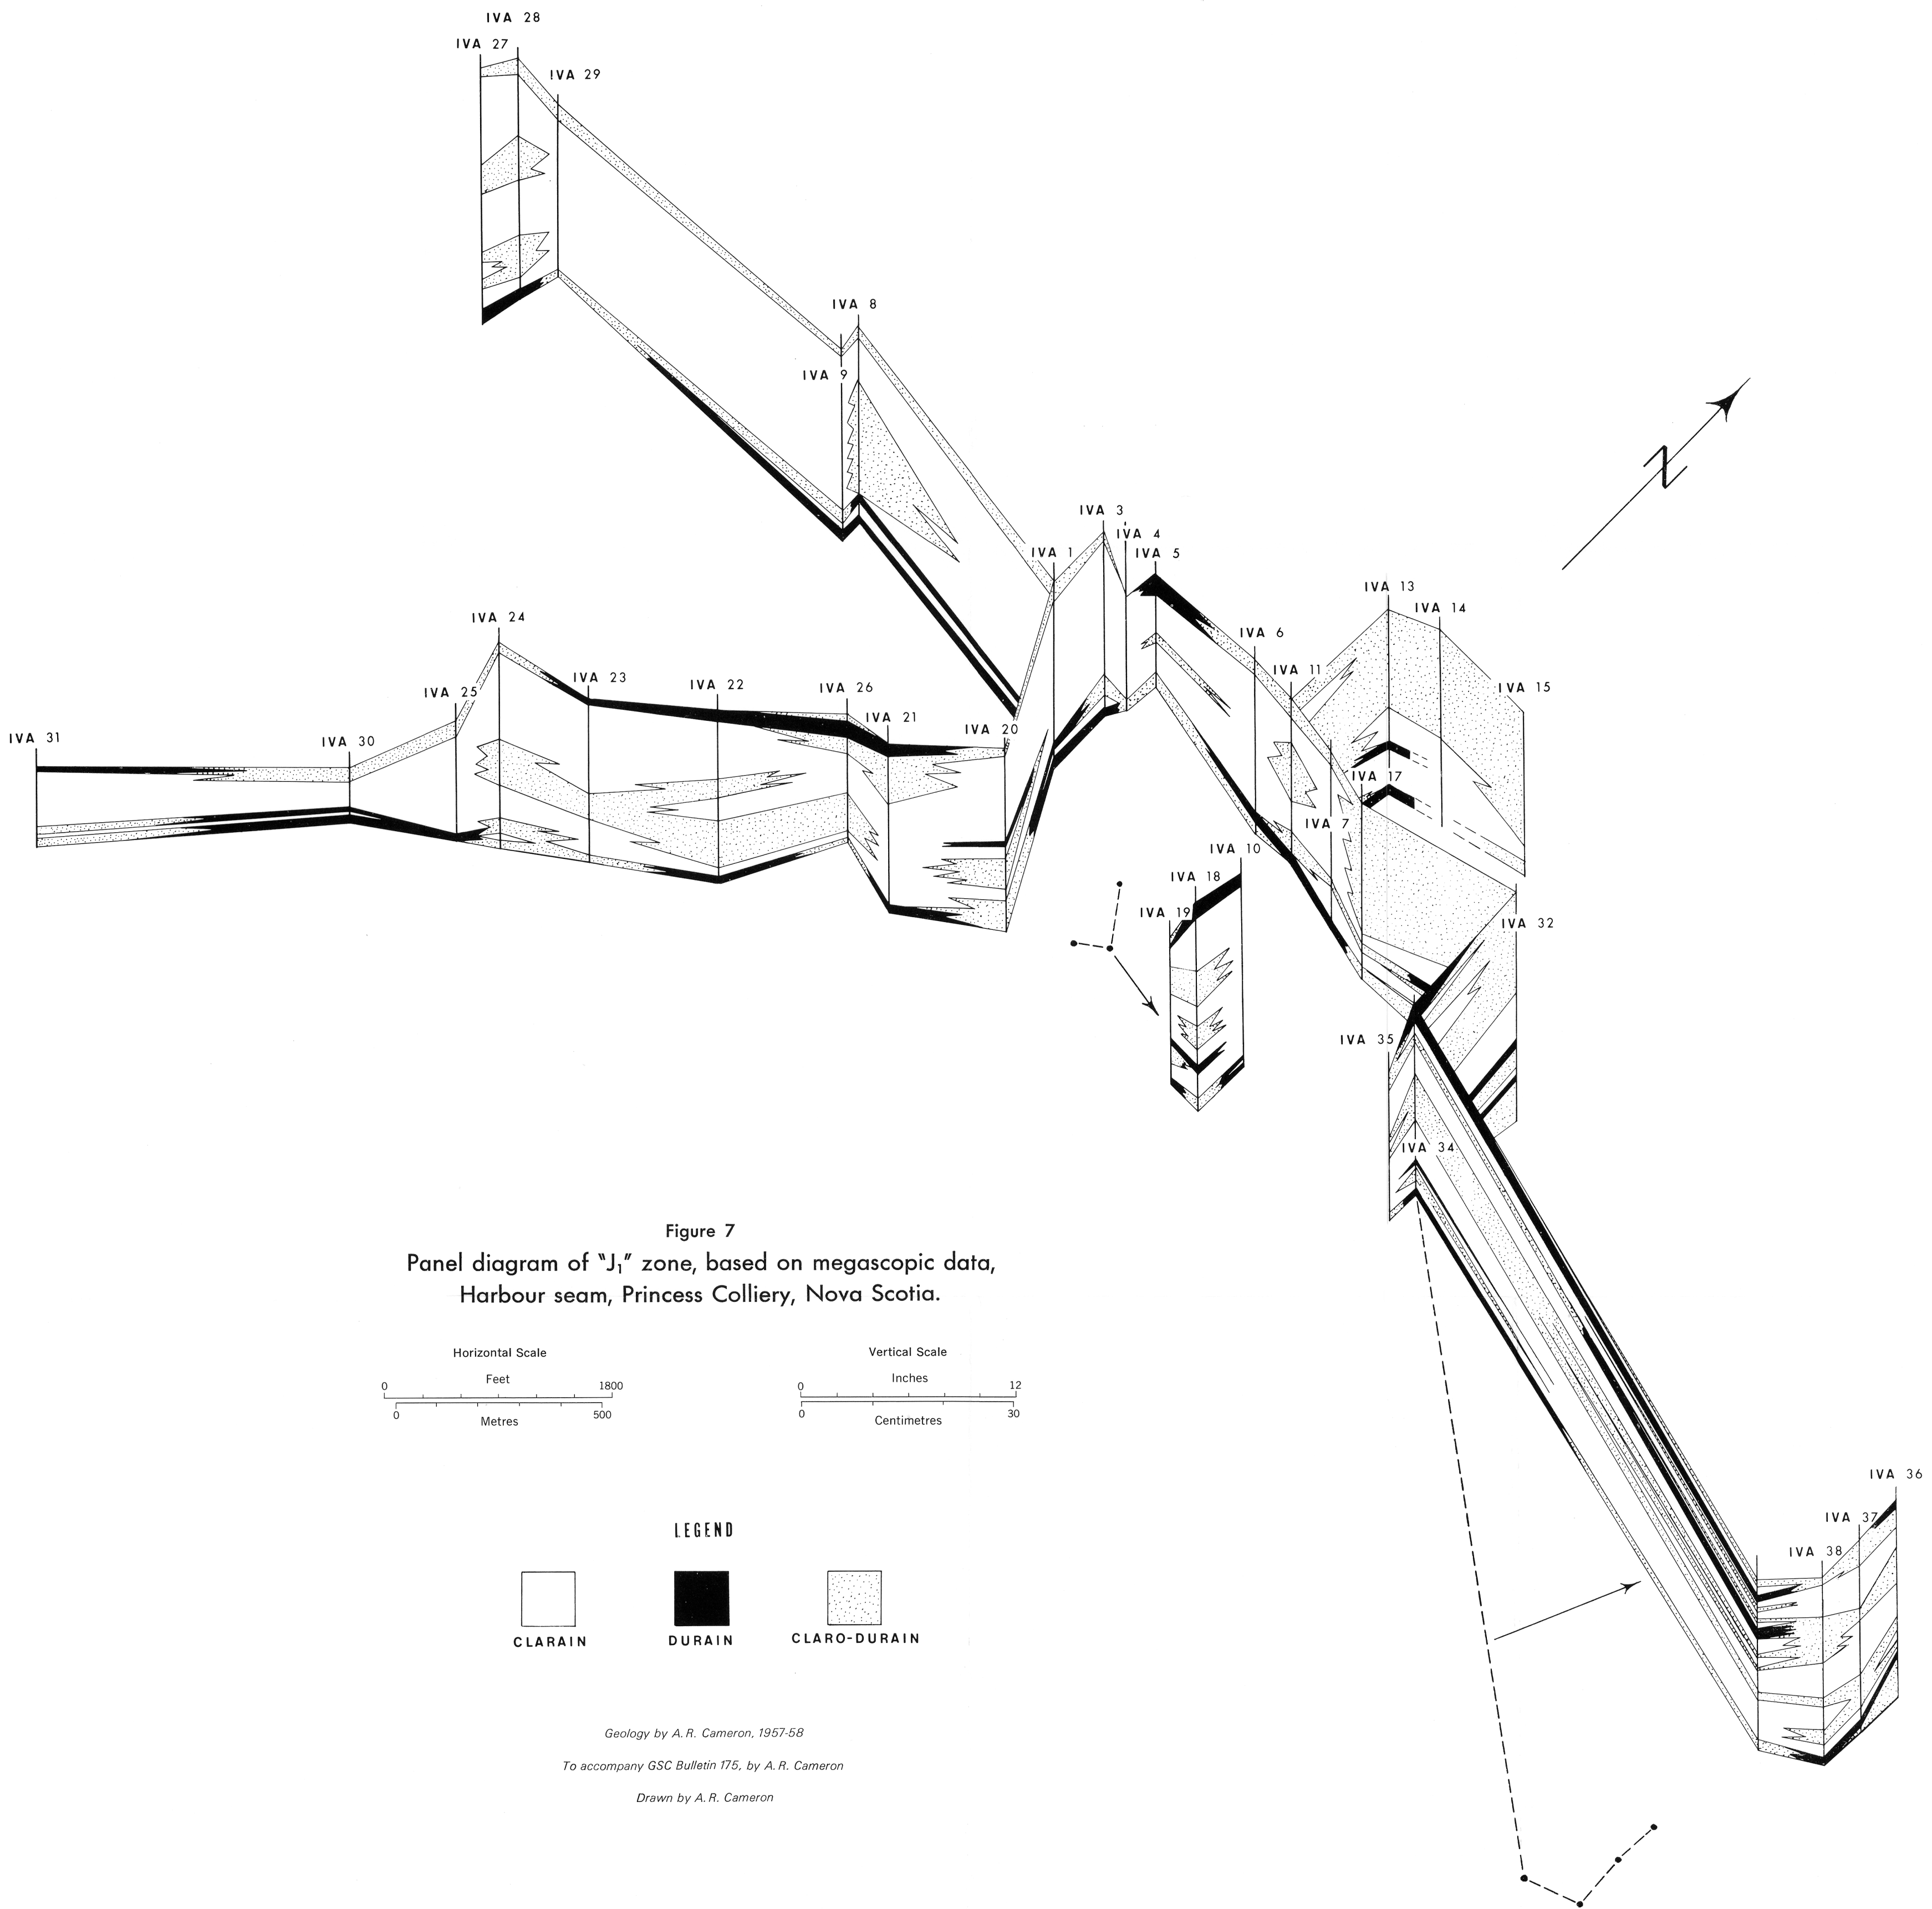 IVA 28
IVA 27
IVA 29
IVA 8
IVA 9
IVA 3
IVA 4
IVA 1
IVA 5
IVA 13
IVA 14
IVA 24
IVA 6
IVA 11
IVA 23
IVA 22
IVA 26
IVA 25
IVA 15
IVA 21
IVA 20
IVA 31
IVA 30
IVA 17
IVA 7
IVA 10
IVA 18
IVA 19
IVA 32
IVA 35
IVA 34
N
Figure 7
Panel diagram of "J₁" zone, based on megascopic data,
Harbour seam, Princess Colliery, Nova Scotia.
Horizontal Scale
Feet
0 1800
0 500
Metres
Vertical Scale
Inches
0 12
0 30
Centimetres
IVA 36
IVA 37
IVA 38
LEGEND
CLARAIN
DURAIN
CLARO-DURAIN
Geology by A.R. Cameron, 1957-58
To accompany GSC Bulletin 175, by A.R. Cameron
Drawn by A.R. Cameron